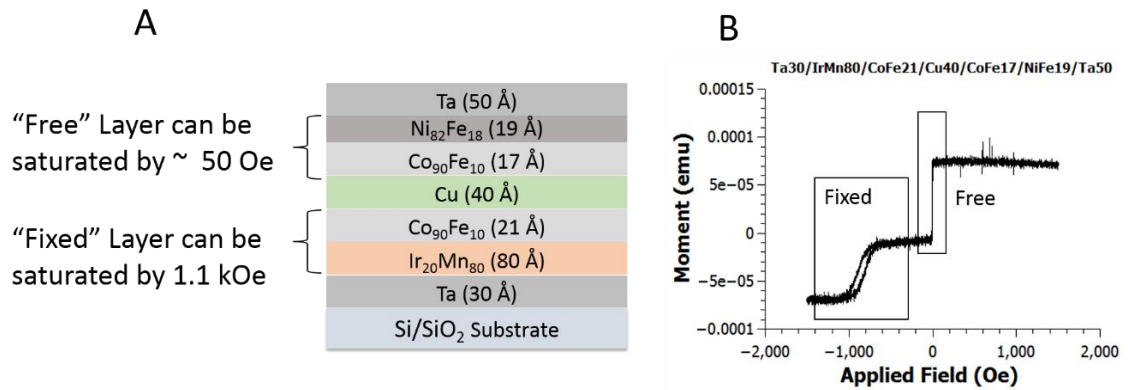 A
"Free" Layer can be
saturated by ~ 50 Oe
"Fixed" Layer can be
saturated by 1.1 kOe
Ta (50 Å)
Ni₈₂Fe₁₈ (19 Å)
Co₉₀Fe₁₀ (17 Å)
Cu (40 Å)
Co₉₀Fe₁₀ (21 Å)
Ir₂₀Mn₈₀ (80 Å)
Ta (30 Å)
Si/SiO₂ Substrate
B
Ta30/IrMn80/CoFe21/Cu40/CoFe17/NiFe19/Ta50
Moment (emu)
0.00015
0.0001
5e-05
0
−5e-05
−0.0001
Fixed
Free
−2,000
−1,000
0
1,000
2,000
Applied Field (Oe)